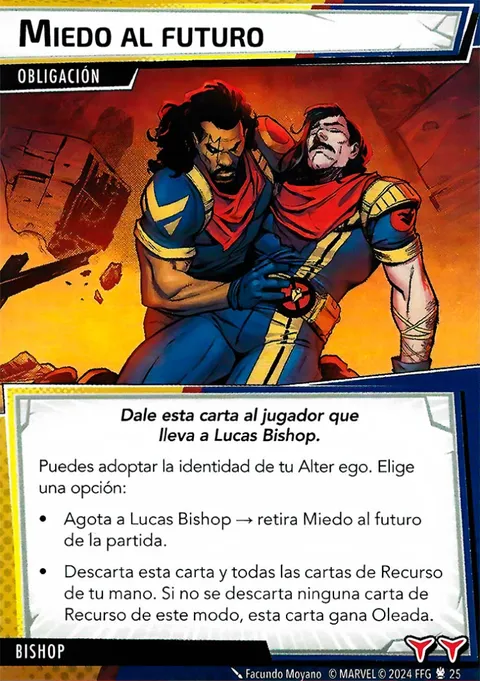 MIEDO AL FUTURO
OBLIGACIÓN
Dale esta carta al jugador que
lleva a Lucas Bishop.
Puedes adoptar la identidad de tu Alter ego. Elige
una opción:
• Agota a Lucas Bishop → retira Miedo al futuro
de la partida.
• Descarta esta carta y todas las cartas de Recurso
de tu mano. Si no se descarta ninguna carta de
Recurso de este modo, esta carta gana Oleada.
BISHOP
Facundo Moyano © MARVEL © 2024 FFG 25